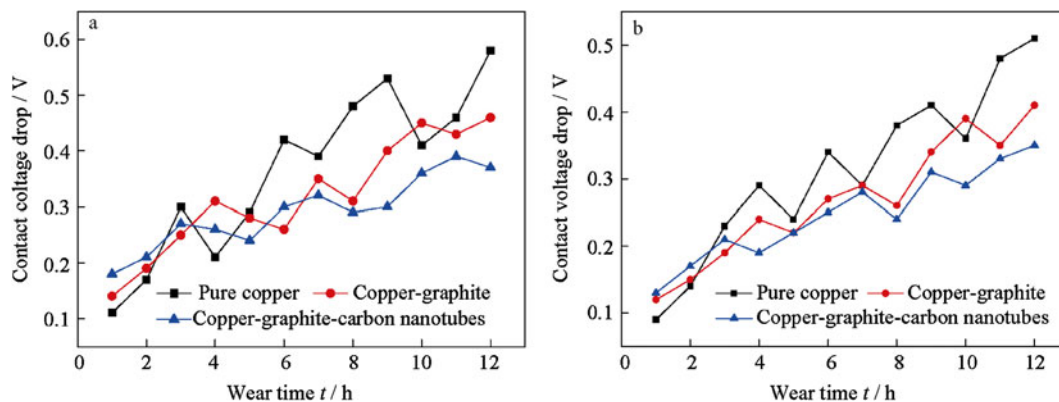 a
Contact coltage drop / V
0.6
0.5
0.4
0.3
0.2
0.1
Pure copper
Copper-graphite
Copper-graphite-carbon nanotubes
0 2 4 6 8 10 12
Wear time t / h
b
Contact voltage drop / V
0.5
0.4
0.3
0.2
0.1
Pure copper
Copper-graphite
Copper-graphite-carbon nanotubes
0 2 4 6 8 10 12
Wear time t / h